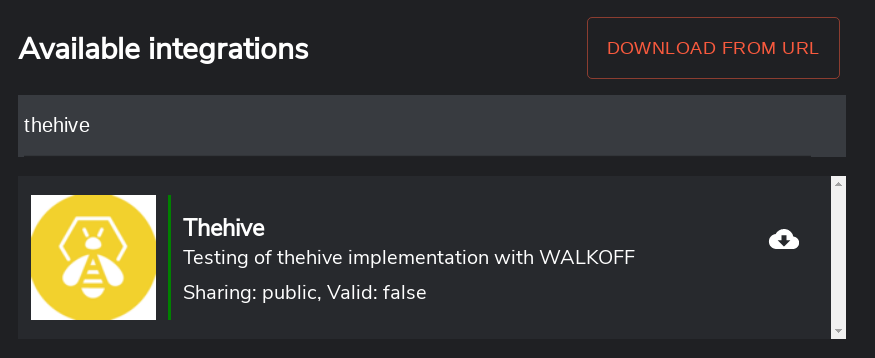 Available integrations
DOWNLOAD FROM URL
thehive
Thehive
Testing of thehive implementation with WALKOFF
Sharing: public, Valid: false